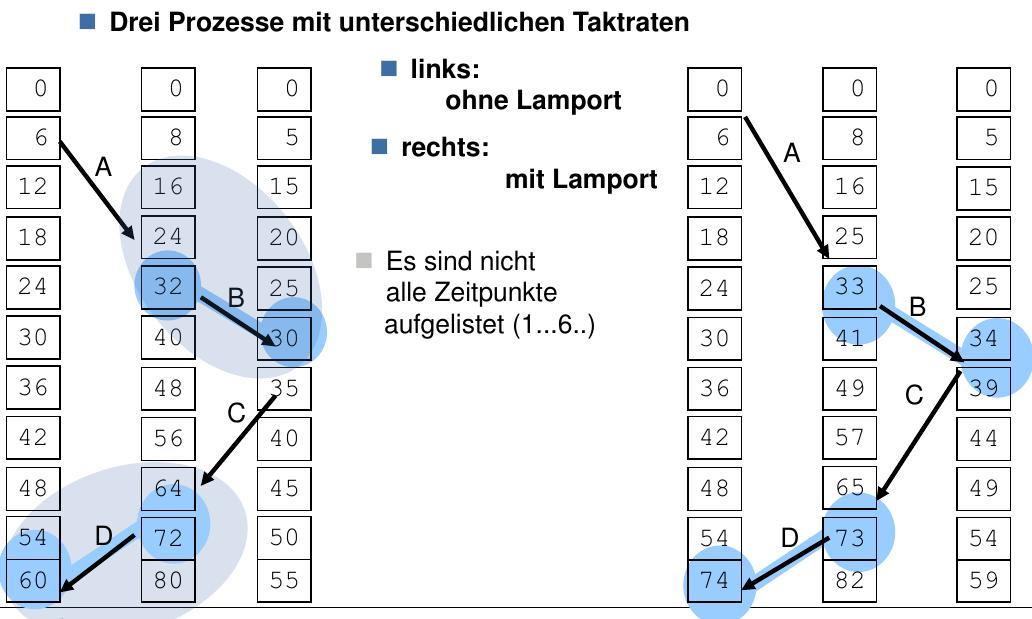 Drei Prozesse mit unterschiedlichen Taktraten
links:
ohne Lamport
rechts:
mit Lamport
Es sind nicht
alle Zeitpunkte
aufgelistet (1...6..)
0 0 0
6 8 5
A
12 16 15
18 24 20
24 32 25
B
30 40 30
36 48 35
C
42 56 40
48 64 45
54 72 50
D
60 80 55
0 0 0
6 8 5
A
12 16 15
18 25 20
24 33 25
B
30 41 34
36 49 39
C
42 57 44
48 65 49
54 73 54
D
74 82 59